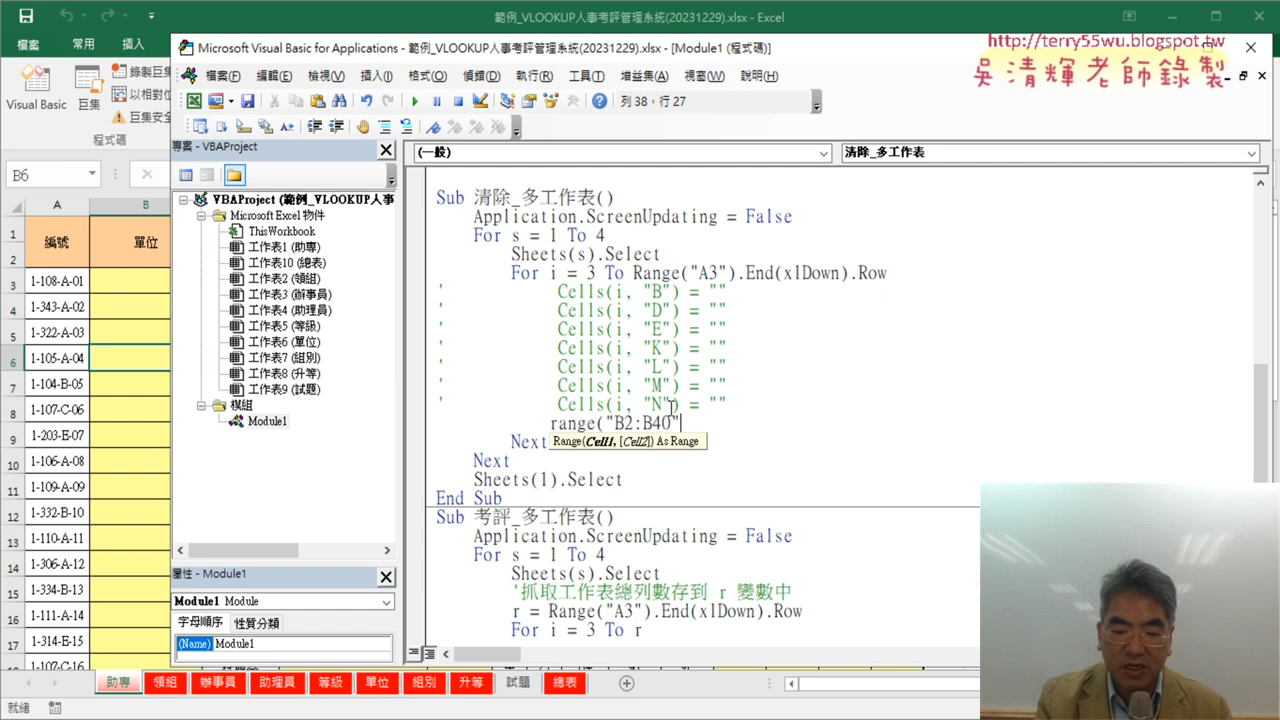 範例_VLOOKUP人事考評管理系統(20231229).xlsx - Excel
檔案 常用 插入
Visual Basic 巨集 錄製巨集
以相對位
巨集安全
程式碼
http://terry55wu.blogspot.tw
吳清輝老師錄製
Microsoft Visual Basic for Applications - 範例_VLOOKUP人事考評管理系統(20231229).xlsx - [Module1 (程式碼)]
檔案(F) 編輯(E) 檢視(V) 插入(I) 格式(O) 偵錯(D) 執行(R) 工具(T) 增益集(A) 視窗(W) 說明(H)
列 38，行 27
專案 - VBAProject
VBAProject (範例_VLOOKUP人事
Microsoft Excel 物件
ThisWorkbook
工作表1 (助專)
工作表10 (總表)
工作表2 (領組)
工作表3 (辦事員)
工作表4 (助理員)
工作表5 (等級)
工作表6 (單位)
工作表7 (組別)
工作表8 (升等)
工作表9 (試題)
模組
Module1
屬性 - Module1
Module1 Module
字母順序 性質分類
(Name) Module1
(一般) 清除_多工作表
Sub 清除_多工作表()
Application.ScreenUpdating = False
For s = 1 To 4
Sheets(s).Select
For i = 3 To Range("A3").End(xlDown).Row
' Cells(i, "B") = ""
' Cells(i, "D") = ""
' Cells(i, "E") = ""
' Cells(i, "K") = ""
' Cells(i, "L") = ""
' Cells(i, "M") = ""
' Cells(i, "N") = ""
range("B2:B40"
Next
Range(Cell1, [Cell2]) As Range
Next
Sheets(1).Select
End Sub
Sub 考評_多工作表()
Application.ScreenUpdating = False
For s = 1 To 4
Sheets(s).Select
'抓取工作表總列數存到 r 變數中
r = Range("A3").End(xlDown).Row
For i = 3 To r
B6
A B
1 編號 單位
2
3 1-108-A-01
4 1-343-A-02
5 1-322-A-03
6 1-105-A-04
7 1-104-B-05
8 1-107-C-06
9 1-203-E-07
10 1-106-A-08
11 1-109-A-09
12 1-332-B-10
13 1-110-A-11
14 1-306-A-12
15 1-334-B-13
16 1-111-A-14
17 1-314-E-15
1-107-C-16
助專 領組 辦事員 助理員 等級 單位 組別 升等 試題 總表
就緒